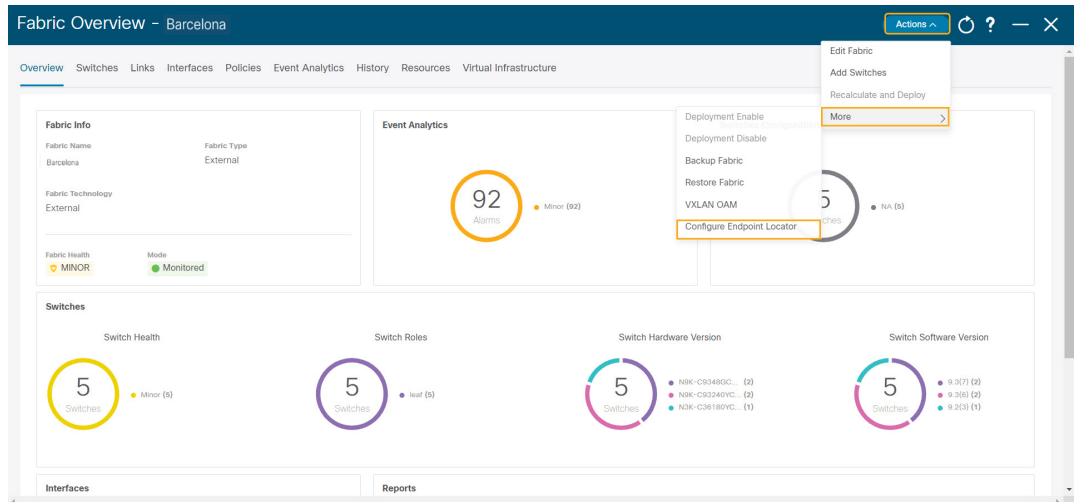 Fabric Overview - Barcelona
Actions
?
Edit Fabric
Add Switches
Recalculate and Deploy
More
Deployment Enable
Deployment Disable
Backup Fabric
Restore Fabric
VXLAN OAM
Configure Endpoint Locator
Overview Switches Links Interfaces Policies Event Analytics History Resources Virtual Infrastructure
Fabric Info
Fabric Name
Barcelona
Fabric Type
External
Fabric Technology
External
Fabric Health
MINOR
Mode
Monitored
Event Analytics
92
Alarms
Minor (92)
5
NA (5)
Switches
Switch Health
5
Switches
Minor (5)
Switch Roles
5
Switches
leaf (5)
Switch Hardware Version
5
Switches
N9K-C9348GC... (2)
N9K-C93240YC... (2)
N3K-C36180YC... (1)
Switch Software Version
5
Switches
9.3(7) (2)
9.3(6) (2)
9.2(3) (1)
Interfaces
Reports